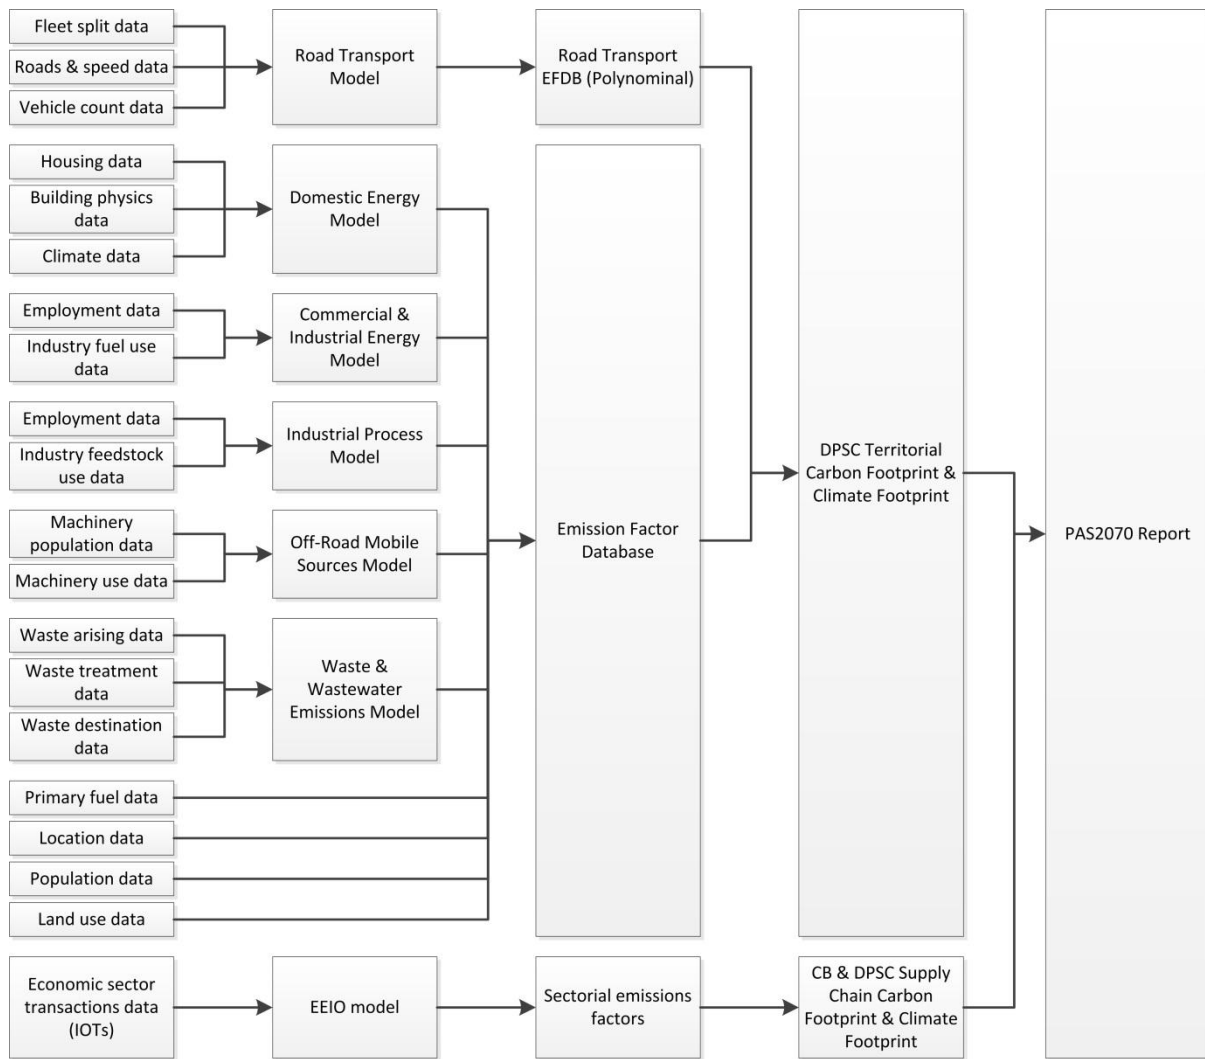 Fleet split data
Roads & speed data
Vehicle count data
Road Transport
Model
Road Transport
EFDB (Polynominal)
Housing data
Building physics
data
Climate data
Domestic Energy
Model
Employment data
Industry fuel use
data
Commercial &
Industrial Energy
Model
Employment data
Industry feedstock
use data
Industrial Process
Model
Machinery
population data
Machinery use data
Off-Road Mobile
Sources Model
Waste arising data
Waste treatment
data
Waste destination
data
Waste &
Wastewater
Emissions Model
Primary fuel data
Location data
Population data
Land use data
Emission Factor
Database
DPSC Territorial
Carbon Footprint &
Climate Footprint
Economic sector
transactions data
(IOTs)
EEIO model
Sectorial emissions
factors
CB & DPSC Supply
Chain Carbon
Footprint & Climate
Footprint
PAS2070 Report